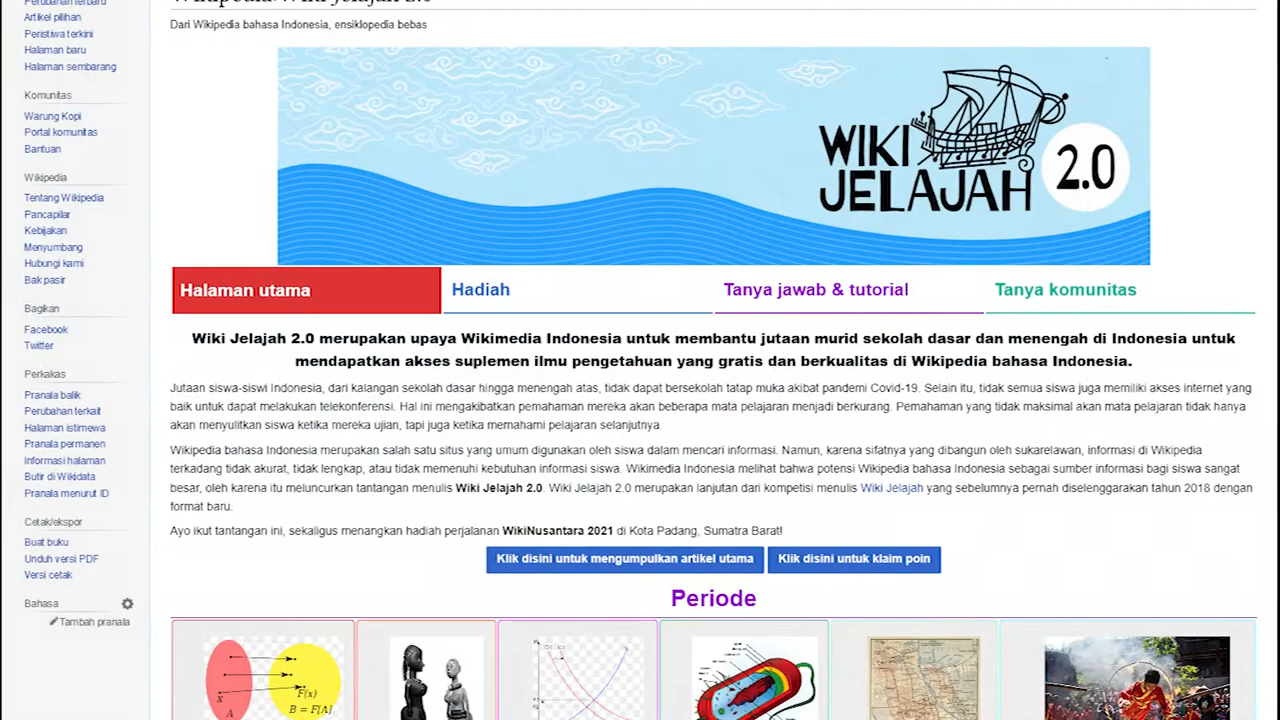 Wikipedia:Wiki Jelajah 2.0
Perubahan terbaru
Artikel pilihan
Peristiwa terkini
Halaman baru
Halaman sembarang
Komunitas
Warung Kopi
Portal komunitas
Bantuan
Wikipedia
Tentang Wikipedia
Pancapilar
Kebijakan
Menyumbang
Hubungi kami
Bak pasir
Bagikan
Facebook
Twitter
Perkakas
Pranala balik
Perubahan terkait
Halaman istimewa
Pranala permanen
Informasi halaman
Butir di Wikidata
Pranala menurut ID
Cetak/ekspor
Buat buku
Unduh versi PDF
Versi cetak
Bahasa
Tambah pranala
Dari Wikipedia bahasa Indonesia, ensiklopedia bebas
WIKI
JELAJAH
2.0
Halaman utama
Hadiah
Tanya jawab & tutorial
Tanya komunitas
Wiki Jelajah 2.0 merupakan upaya Wikimedia Indonesia untuk membantu jutaan murid sekolah dasar dan menengah di Indonesia untuk
mendapatkan akses suplemen ilmu pengetahuan yang gratis dan berkualitas di Wikipedia bahasa Indonesia.
Jutaan siswa-siswi Indonesia, dari kalangan sekolah dasar hingga menengah atas, tidak dapat bersekolah tatap muka akibat pandemi Covid-19. Selain itu, tidak semua siswa juga memiliki akses internet yang
baik untuk dapat melakukan telekonferensi. Hal ini mengakibatkan pemahaman mereka akan beberapa mata pelajaran menjadi berkurang. Pemahaman yang tidak maksimal akan mata pelajaran tidak hanya
akan menyulitkan siswa ketika mereka ujian, tapi juga ketika memahami pelajaran selanjutnya.
Wikipedia bahasa Indonesia merupakan salah satu situs yang umum digunakan oleh siswa dalam mencari informasi. Namun, karena sifatnya yang dibangun oleh sukarelawan, informasi di Wikipedia
terkadang tidak akurat, tidak lengkap, atau tidak memenuhi kebutuhan informasi siswa. Wikimedia Indonesia melihat bahwa potensi Wikipedia bahasa Indonesia sebagai sumber informasi bagi siswa sangat
besar, oleh karena itu meluncurkan tantangan menulis Wiki Jelajah 2.0. Wiki Jelajah 2.0 merupakan lanjutan dari kompetisi menulis Wiki Jelajah yang sebelumnya pernah diselenggarakan tahun 2018 dengan
format baru.
Ayo ikut tantangan ini, sekaligus menangkan hadiah perjalanan WikiNusantara 2021 di Kota Padang, Sumatra Barat!
Klik disini untuk mengumpulkan artikel utama
Klik disini untuk klaim poin
Periode
x
F(x)
A
B = F[A]